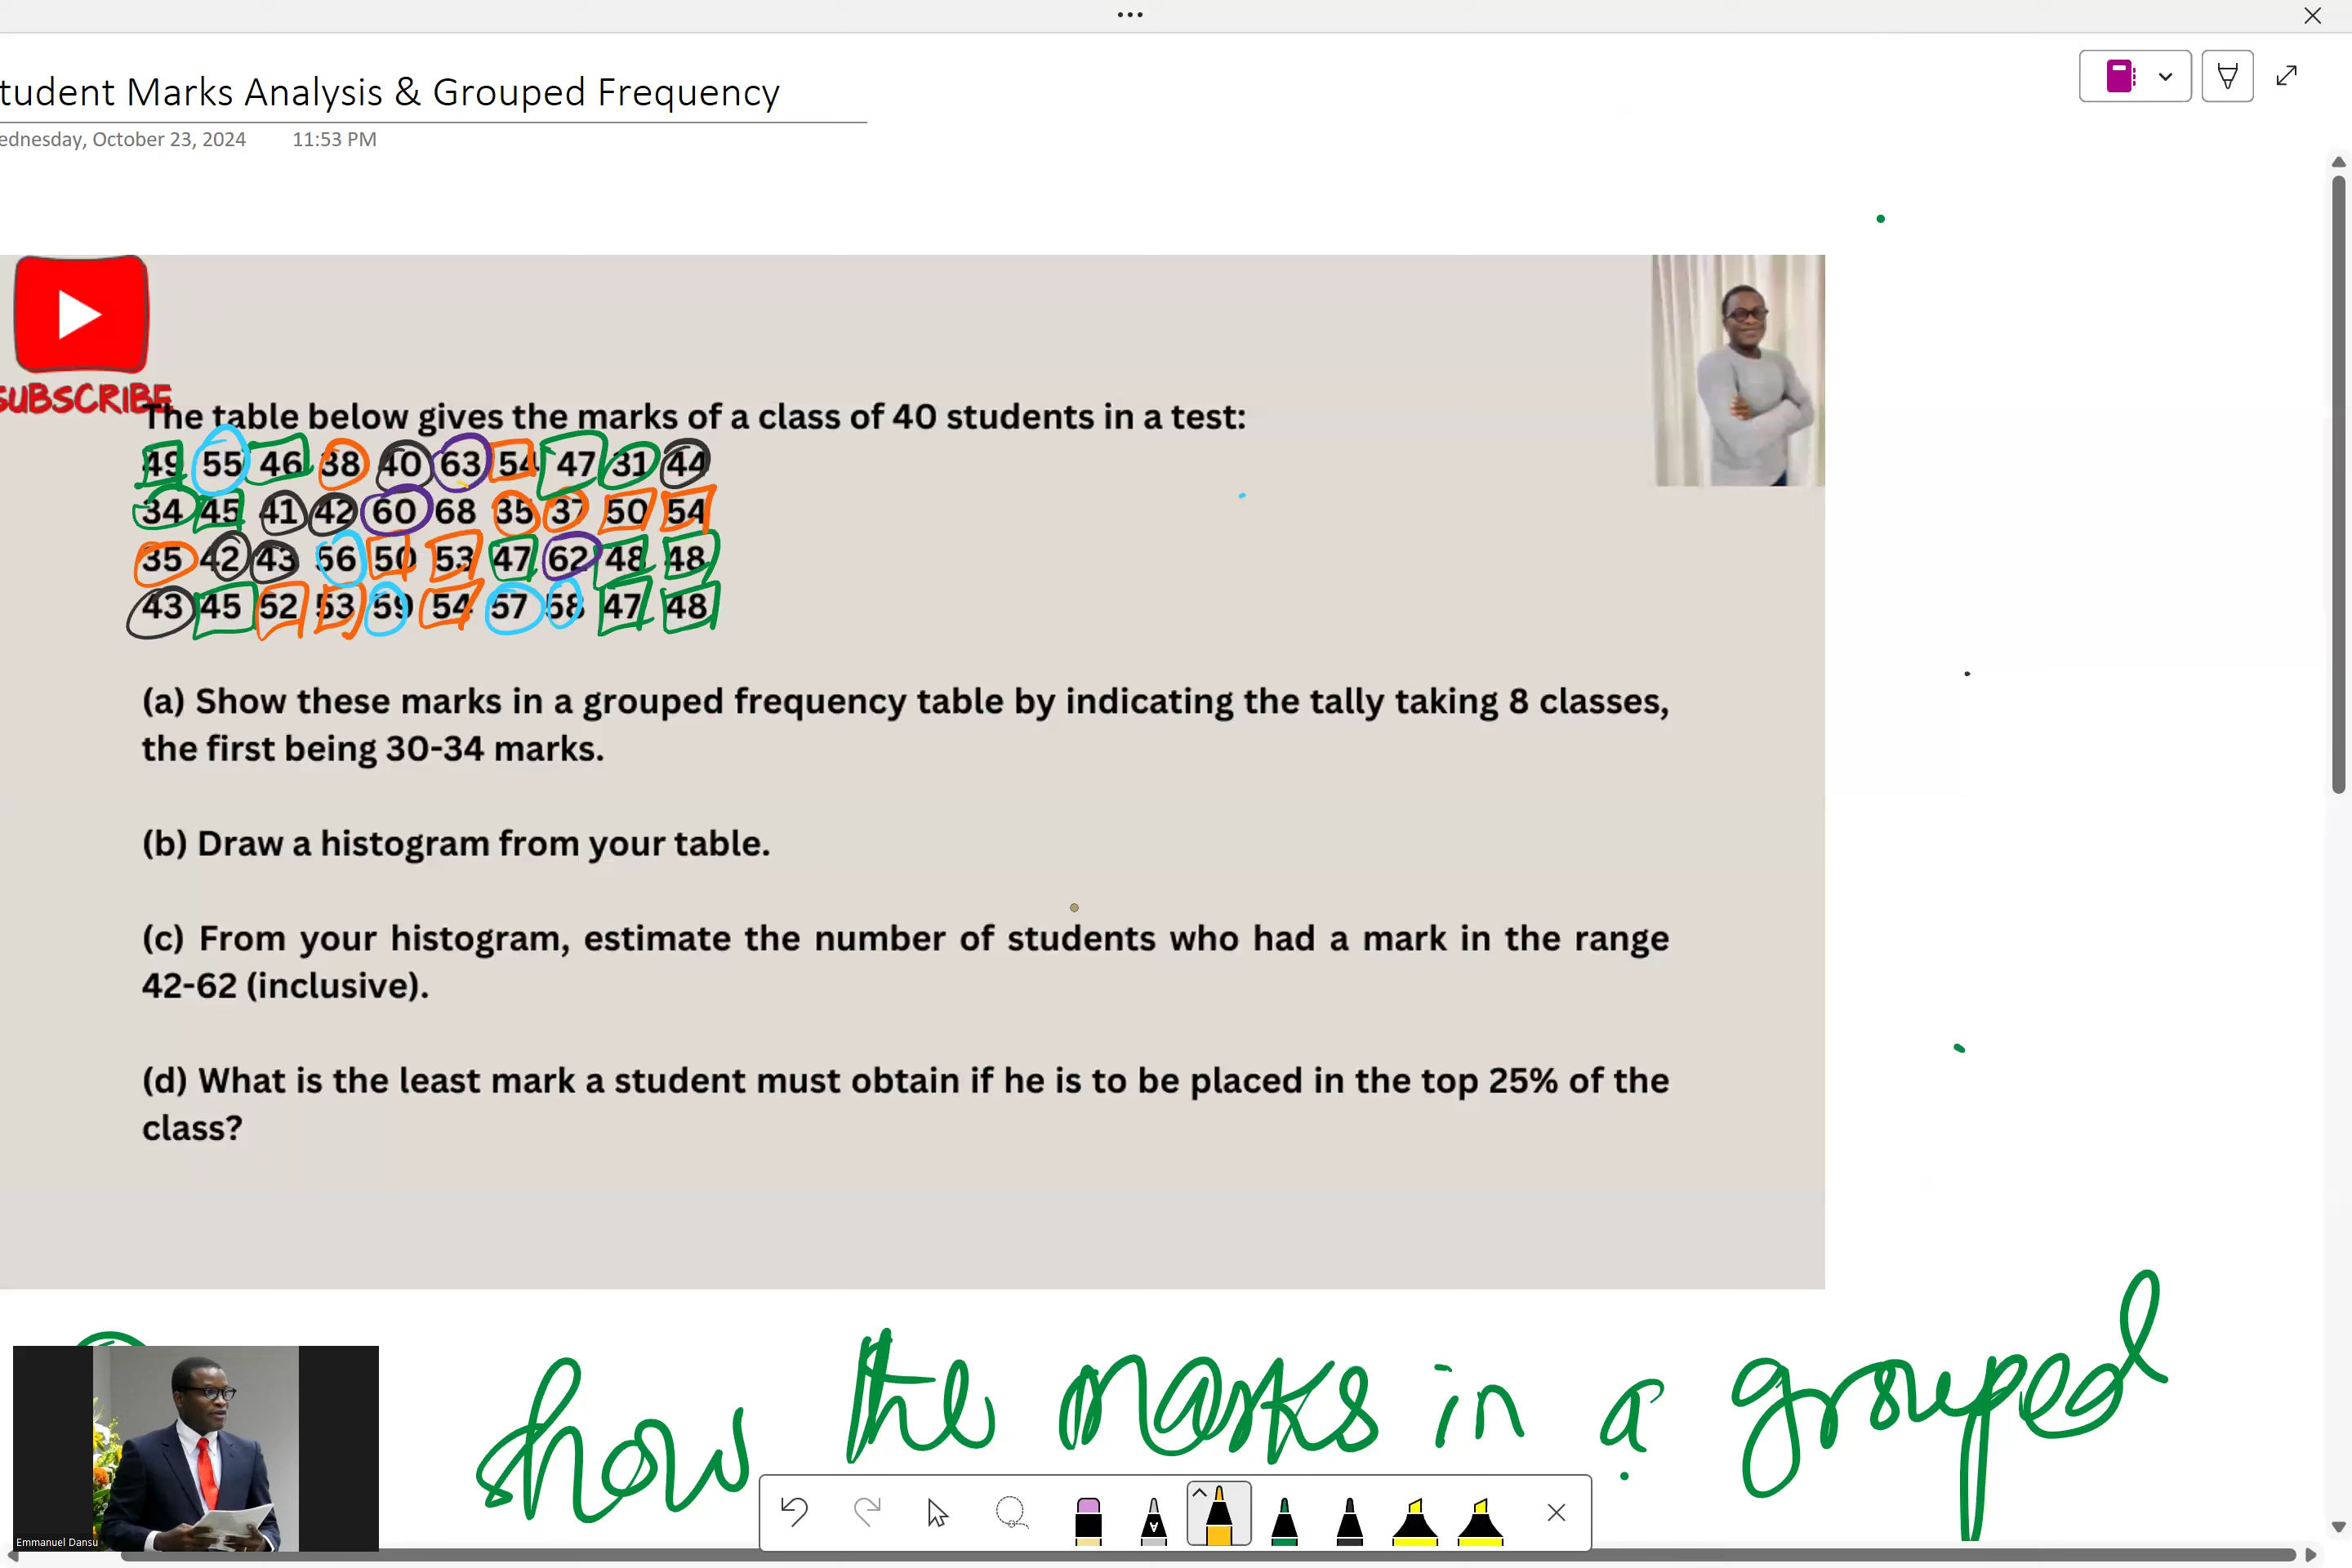 tudent Marks Analysis & Grouped Frequency
ednesday, October 23, 2024 11:53 PM
SUBSCRIBE
The table below gives the marks of a class of 40 students in a test:
49 55 46 38 40 63 54 47 31 44
34 45 41 42 60 68 35 37 50 54
35 42 43 56 50 53 47 62 48 48
43 45 52 53 59 54 57 58 47 48
(a) Show these marks in a grouped frequency table by indicating the tally taking 8 classes,
the first being 30-34 marks.
(b) Draw a histogram from your table.
(c) From your histogram, estimate the number of students who had a mark in the range
42-62 (inclusive).
(d) What is the least mark a student must obtain if he is to be placed in the top 25% of the
class?
show the marks in a grouped
Emmanuel Dansu